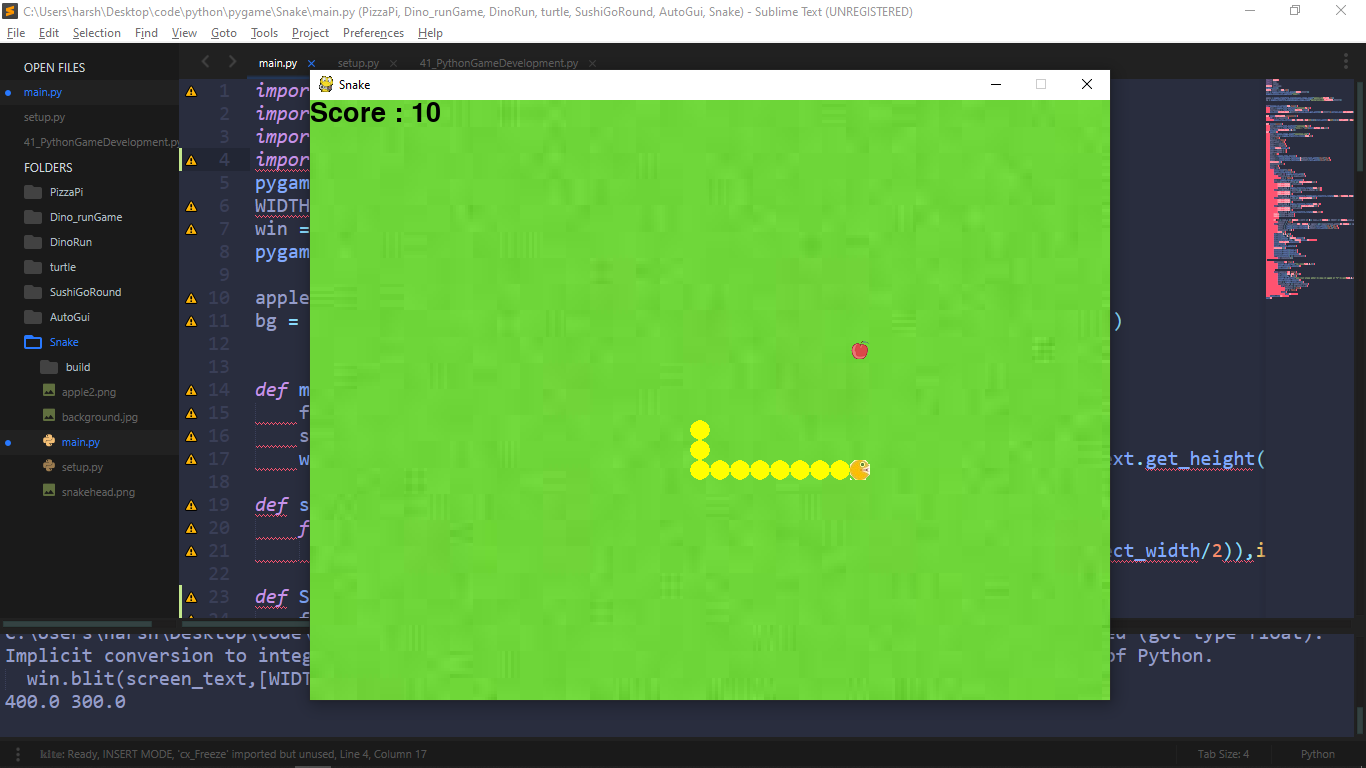 C:\Users\harsh\Desktop\code\python\pygame\Snake\main.py (PizzaPi, Dino_runGame, DinoRun, turtle, SushiGoRound, AutoGui, Snake) - Sublime Text (UNREGISTERED)
File Edit Selection Find View Goto Tools Project Preferences Help
OPEN FILES
main.py
setup.py
41_PythonGameDevelopment.py
FOLDERS
PizzaPi
Dino_runGame
DinoRun
turtle
SushiGoRound
AutoGui
Snake
build
apple2.png
background.jpg
main.py
setup.py
snakehead.png
main.py setup.py 41_PythonGameDevelopment.py
1 impor
2 impor
3 impor
4 impor
5 pygam
6 WIDTH
7 win =
8 pygam
9
10 apple
11 bg = )
12
13
14 def m
15 f
16 s
17 w ext.get_height(
18
19 def s
20 f
21 ect_width/2)),i
22
23 def S
Snake
Score : 10
C:\Users\harsh\Desktop\code\ ed (got type float).
Implicit conversion to integ of Python.
win.blit(screen_text,[WIDT
400.0 300.0
kite: Ready, INSERT MODE, 'cx_Freeze' imported but unused, Line 4, Column 17
Tab Size: 4 Python